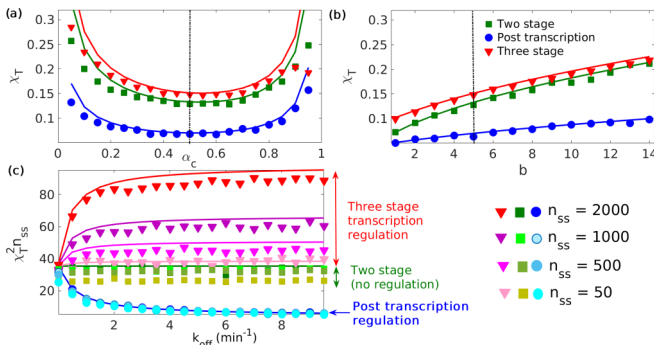 (a)
0.3
0.25
0.2
0.15
0.1
χT
0 0.2 0.4 0.6 0.8 1
αc
(b)
0.3
0.25
0.2
0.15
0.1
χT
0 2 4 6 8 10 12 14
b
Two stage
Post transcription
Three stage
(c)
80
60
40
20
χT²nss
2 4 6 8
koff (min-1)
Three stage
transcription
regulation
Two stage
(no regulation)
Post transcription
regulation
nss = 2000
nss = 1000
nss = 500
nss = 50